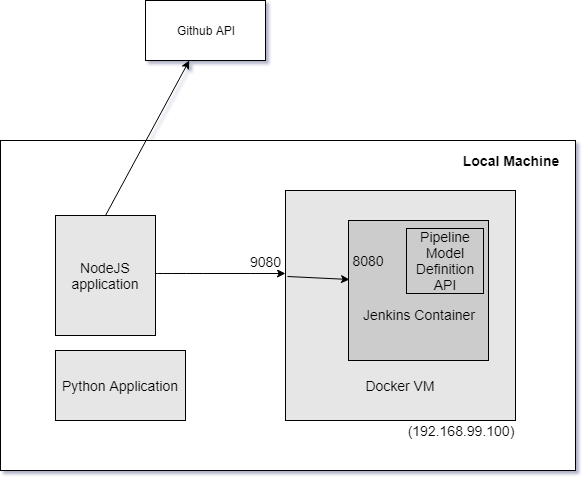 Github API
Local Machine
NodeJS
application
9080
8080
Pipeline
Model
Definition
API
Jenkins Container
Python Application
Docker VM
(192.168.99.100)